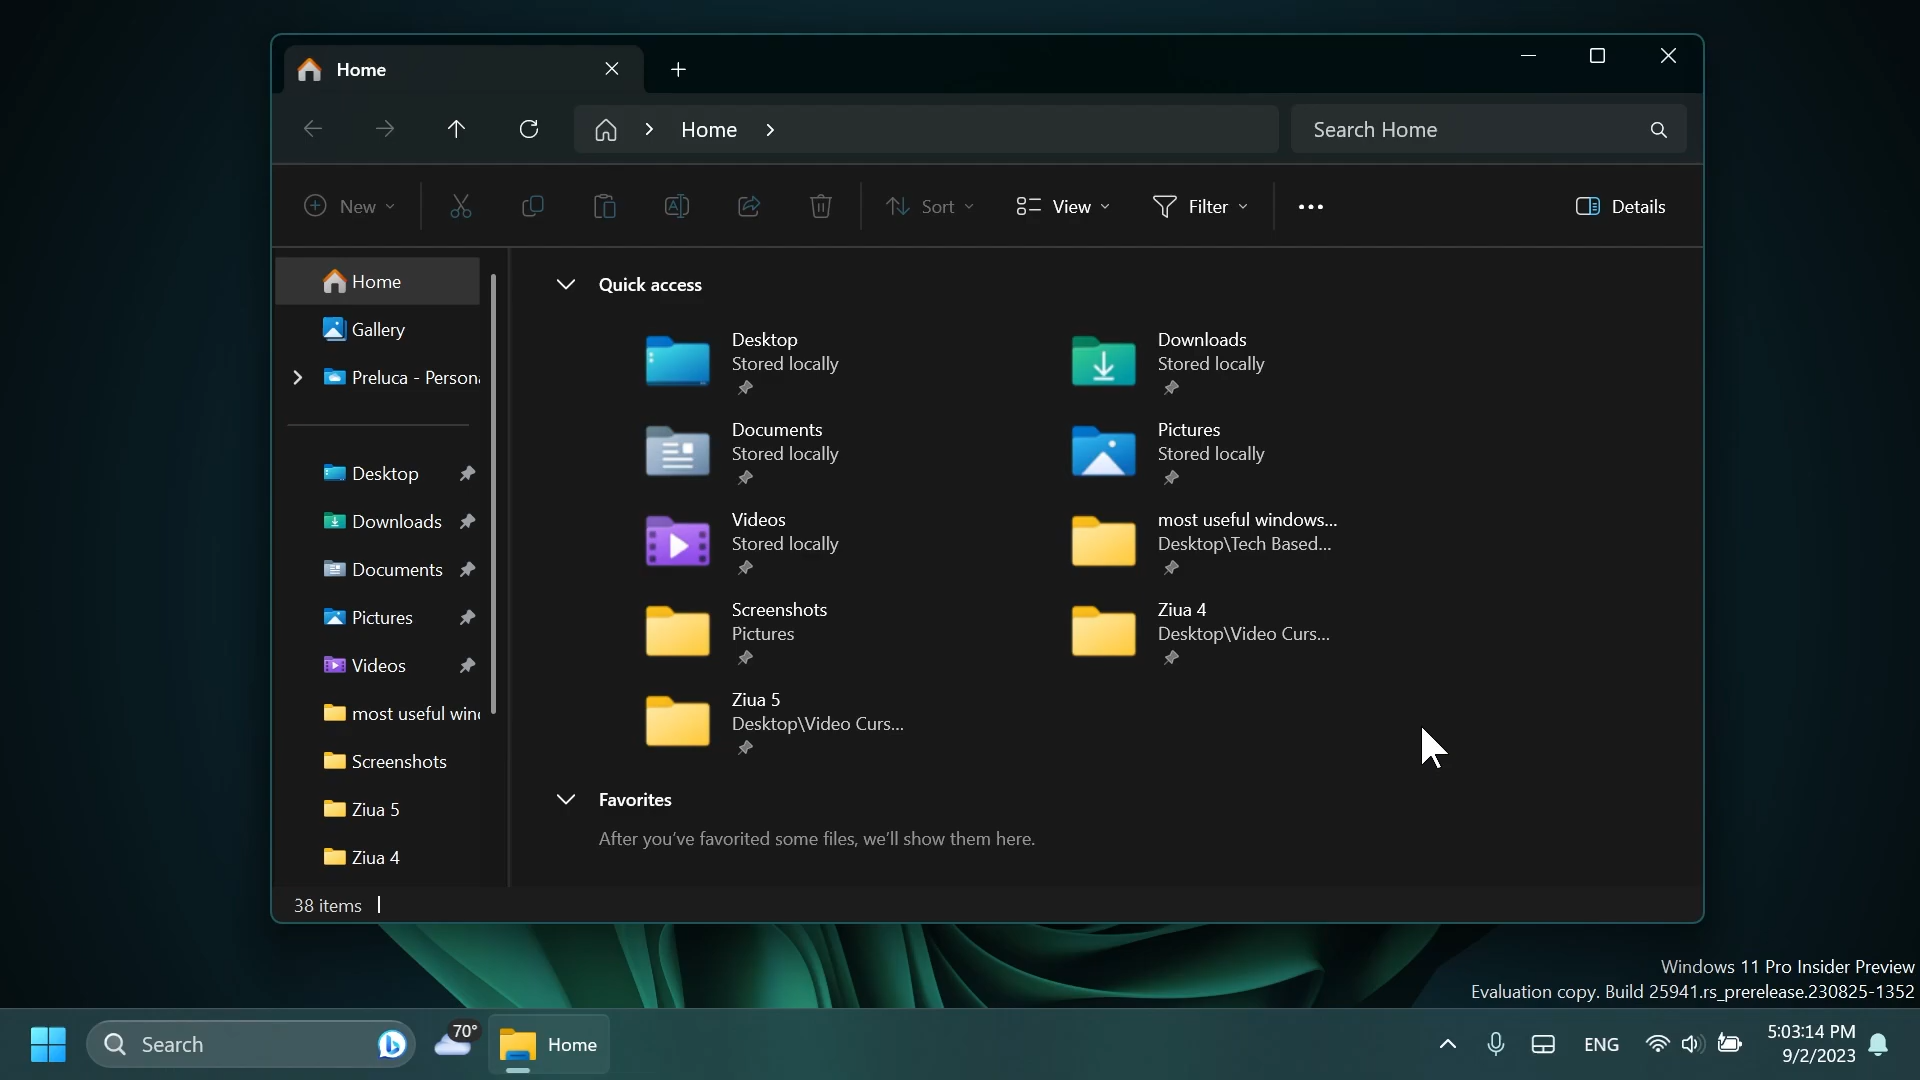 Home
Home
Search Home
New
Sort
View
Filter
Details
Home
Gallery
Preluca - Persona
Desktop
Downloads
Documents
Pictures
Videos
most useful wind
Screenshots
Ziua 5
Ziua 4
Quick access
Desktop
Stored locally
Downloads
Stored locally
Documents
Stored locally
Pictures
Stored locally
Videos
Stored locally
most useful windows...
Desktop\Tech Based...
Screenshots
Pictures
Ziua 4
Desktop\Video Curs...
Ziua 5
Desktop\Video Curs...
Favorites
After you've favorited some files, we'll show them here.
38 items
Windows 11 Pro Insider Preview
Evaluation copy. Build 25941.rs_prerelease.230825-1352
Search
70°
Home
ENG
5:03:14 PM
9/2/2023